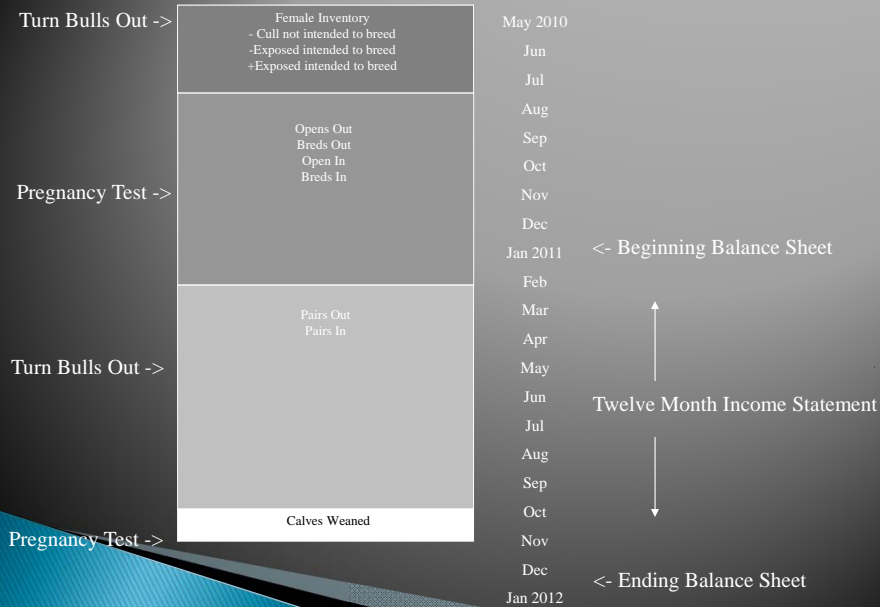 Turn Bulls Out ->
Female Inventory
- Cull not intended to breed
-Exposed intended to breed
+Exposed intended to breed
Opens Out
Breds Out
Open In
Breds In
Pregnancy Test ->
Pairs Out
Pairs In
Turn Bulls Out ->
Calves Weaned
Pregnancy Test ->
May 2010
Jun
Jul
Aug
Sep
Oct
Nov
Dec
Jan 2011
Feb
Mar
Apr
May
Jun
Jul
Aug
Sep
Oct
Nov
Dec
Jan 2012
<- Beginning Balance Sheet
Twelve Month Income Statement
<- Ending Balance Sheet